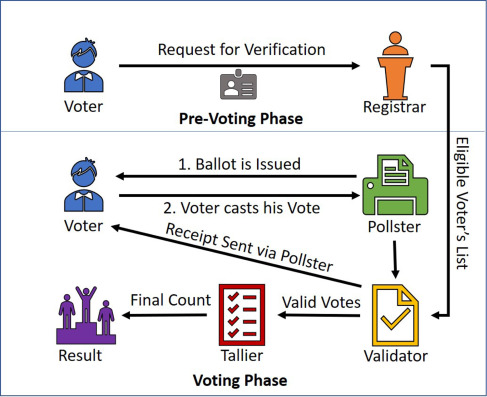 Request for Verification
Voter
Registrar
Pre-Voting Phase
Eligible Voter's List
1. Ballot is Issued
2. Voter casts his Vote
Voter
Pollster
Receipt Sent via Pollster
Final Count
Valid Votes
Result
Tallier
Validator
Voting Phase